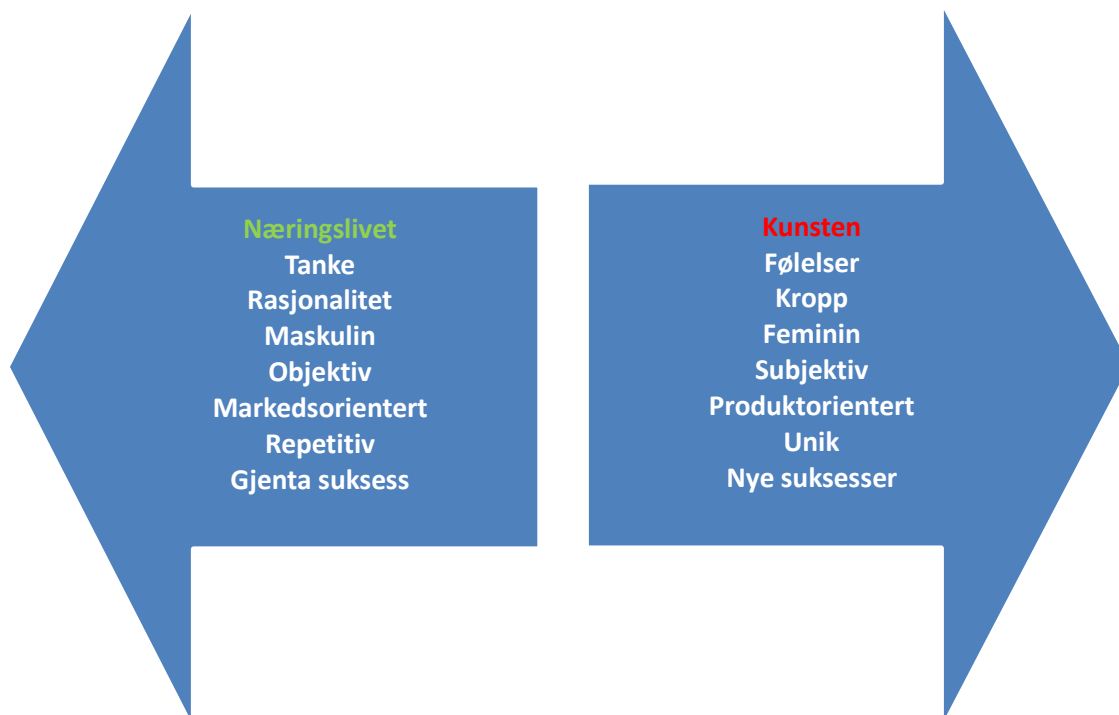 Næringslivet
Tanke
Rasjonalitet
Maskulin
Objektiv
Markedsorientert
Repetitiv
Gjenta suksess
Kunsten
Følelser
Kropp
Feminin
Subjektiv
Produktorientert
Unik
Nye suksesser